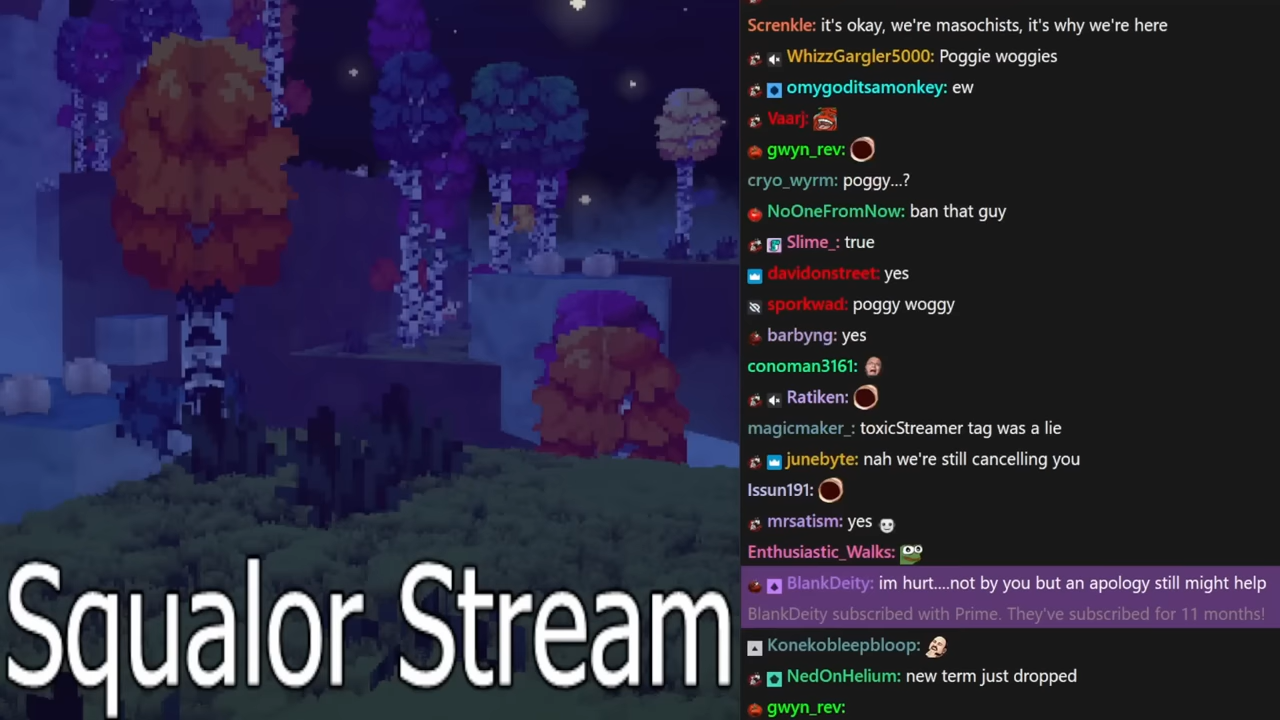 Screnkle: it's okay, we're masochists, it's why we're here
WhizzGargler5000: Poggie woggies
omygoditsamonkey: ew
Vaarj:
gwyn_rev:
cryo_wyrm: poggy...?
NoOneFromNow: ban that guy
Slime_: true
davidonstreet: yes
sporkwad: poggy woggy
barbyng: yes
conoman3161:
Ratiken:
magicmaker_: toxicStreamer tag was a lie
junebyte: nah we're still cancelling you
Issun191:
mrsatism: yes
Enthusiastic_Walks:
BlankDeity: im hurt....not by you but an apology still might help
BlankDeity subscribed with Prime. They've subscribed for 11 months!
Konekobleepbloop:
NedOnHelium: new term just dropped
gwyn_rev:
Squalor Stream